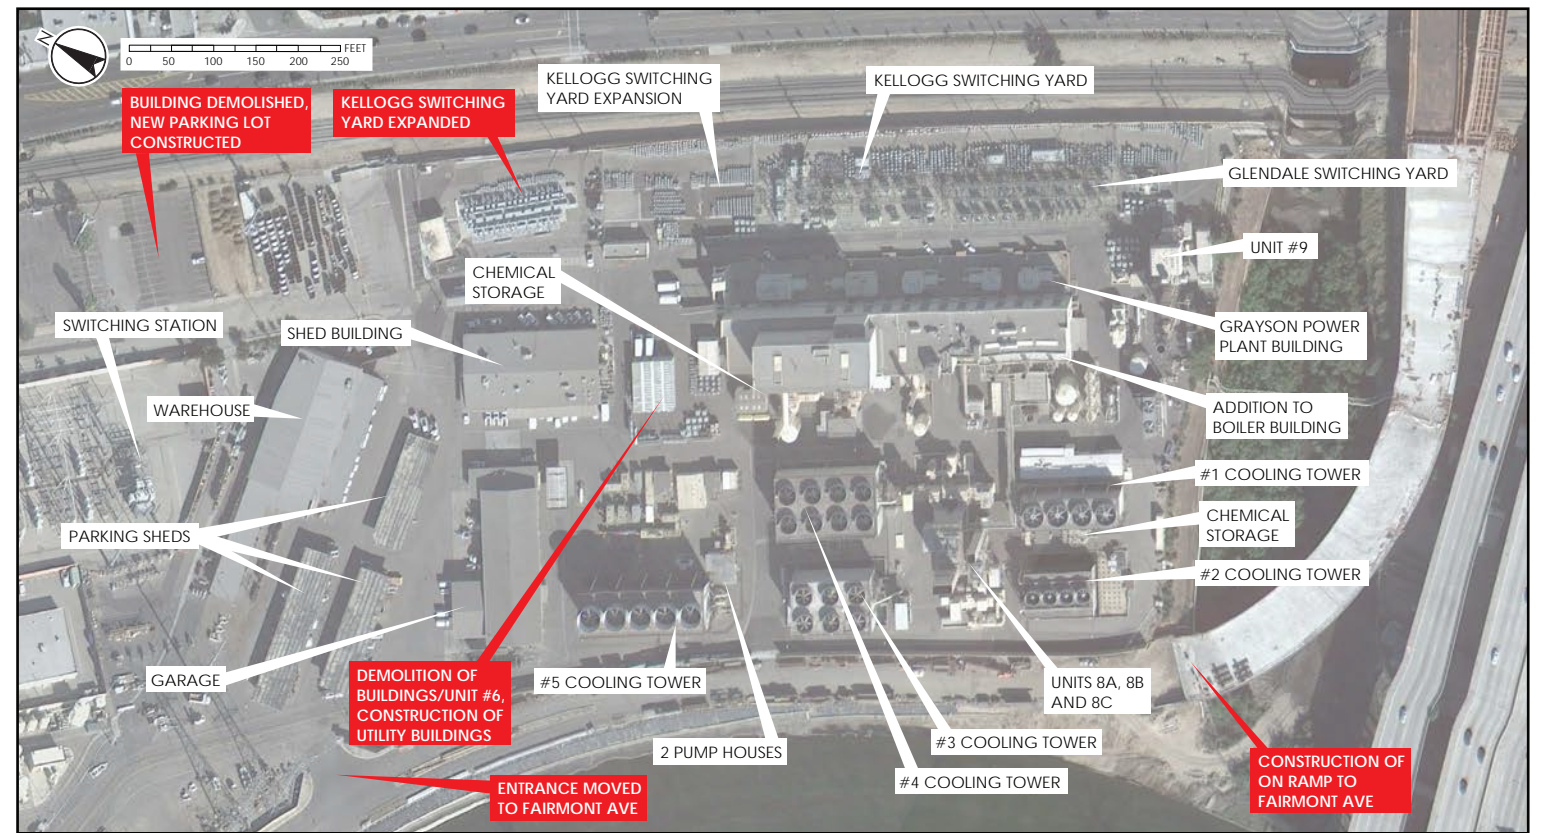 N
FEET
0 50 100 150 200 250
BUILDING DEMOLISHED,
NEW PARKING LOT
CONSTRUCTED
KELLOGG SWITCHING
YARD EXPANDED
KELLOGG SWITCHING
YARD EXPANSION
KELLOGG SWITCHING YARD
GLENDALE SWITCHING YARD
UNIT #9
CHEMICAL
STORAGE
SWITCHING STATION
SHED BUILDING
GRAYSON POWER
PLANT BUILDING
WAREHOUSE
ADDITION TO
BOILER BUILDING
#1 COOLING TOWER
CHEMICAL
STORAGE
PARKING SHEDS
#2 COOLING TOWER
GARAGE
DEMOLITION OF
BUILDINGS/UNIT #6,
CONSTRUCTION OF
UTILITY BUILDINGS
#5 COOLING TOWER
UNITS 8A, 8B
AND 8C
2 PUMP HOUSES
#3 COOLING TOWER
#4 COOLING TOWER
ENTRANCE MOVED
TO FAIRMONT AVE
CONSTRUCTION OF
ON RAMP TO
FAIRMONT AVE